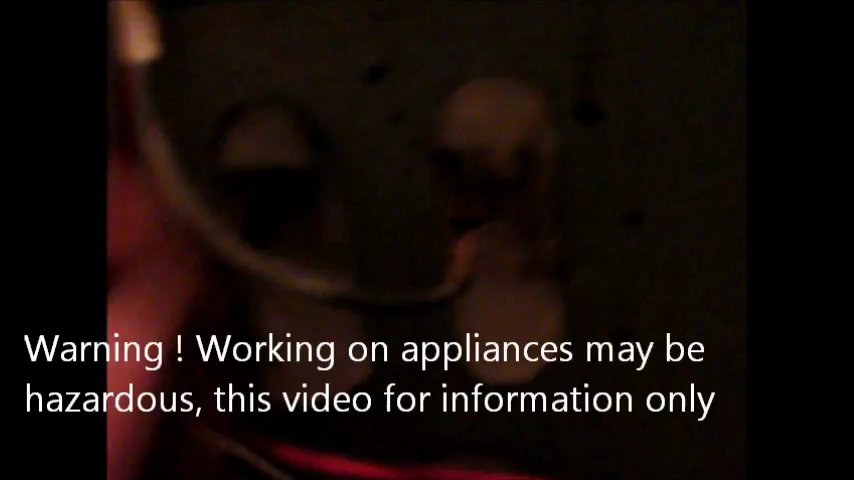 Warning ! Working on appliances may be
hazardous, this video for information only